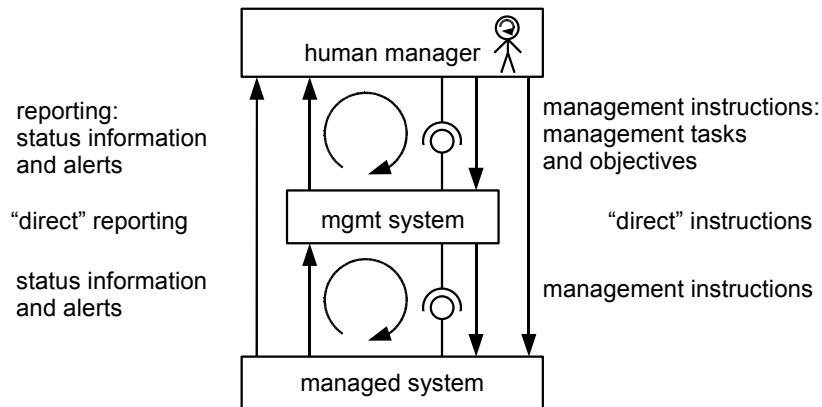 human manager
reporting:
status information
and alerts
management instructions:
management tasks
and objectives
“direct” reporting
mgmt system
“direct” instructions
status information
and alerts
management instructions
managed system